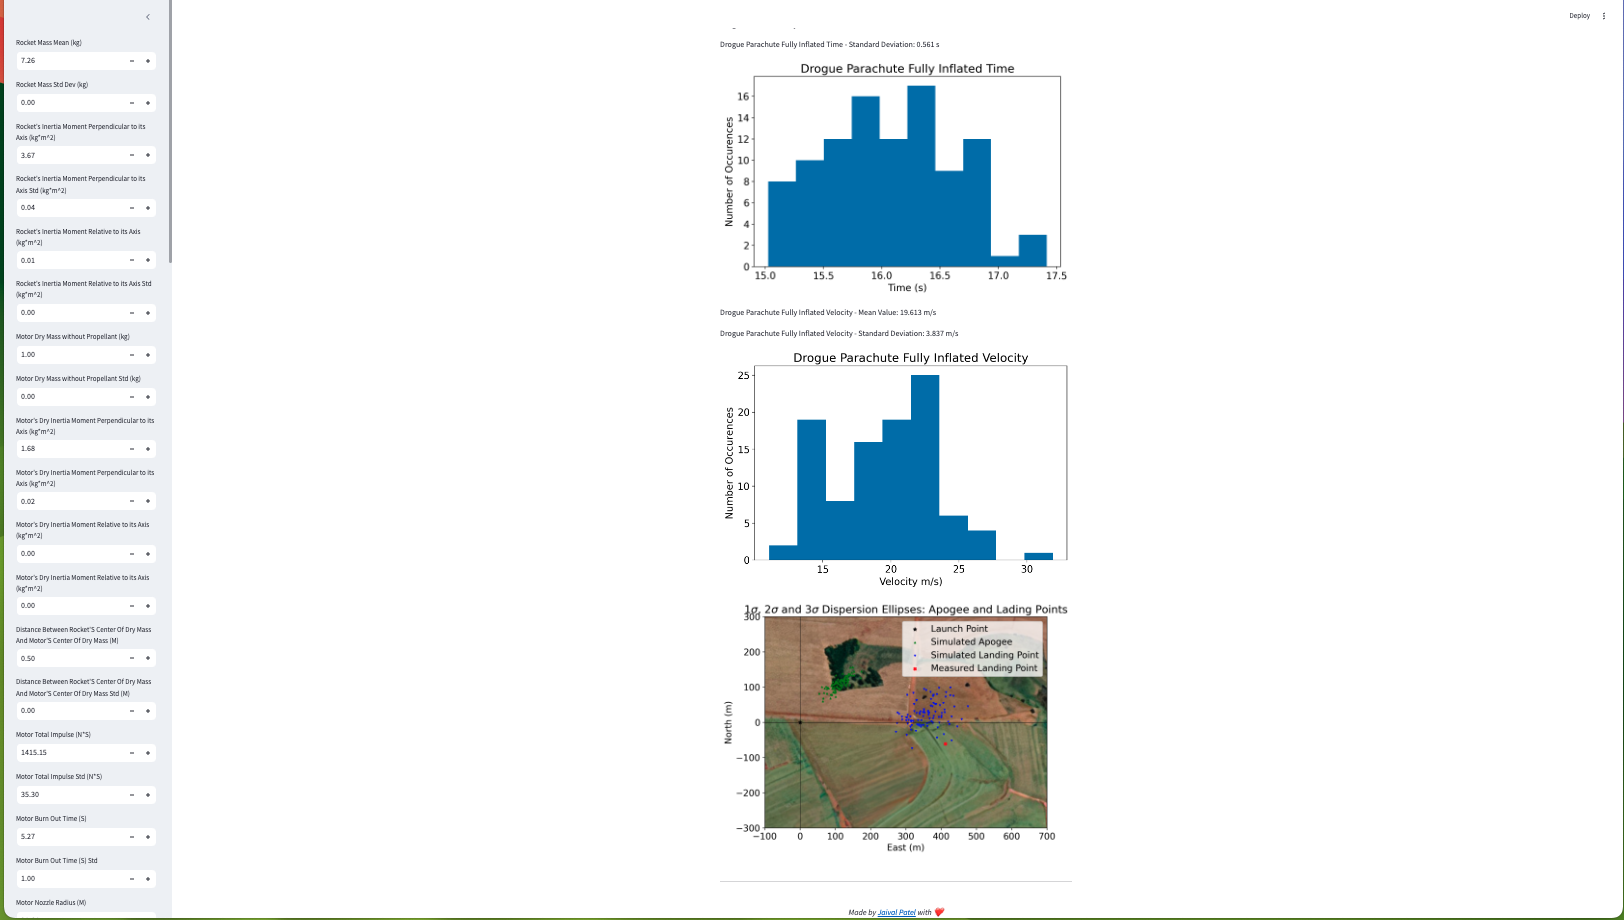 Deploy
Rocket Mass Mean (kg)
7.26
Rocket Mass Std Dev (kg)
0.00
Rocket's Inertia Moment Perpendicular to its
Axis (kg*m^2)
3.67
Rocket's Inertia Moment Perpendicular to its
Axis Std (kg*m^2)
0.04
Rocket's Inertia Moment Relative to its Axis
(kg*m^2)
0.01
Rocket's Inertia Moment Relative to its Axis Std
(kg*m^2)
0.00
Motor Dry Mass without Propellant (kg)
1.00
Motor Dry Mass without Propellant Std (kg)
0.00
Motor's Dry Inertia Moment Perpendicular to its
Axis (kg*m^2)
1.68
Motor's Dry Inertia Moment Perpendicular to its
Axis (kg*m^2)
0.02
Motor's Dry Inertia Moment Relative to its Axis
(kg*m^2)
0.00
Motor's Dry Inertia Moment Relative to its Axis
(kg*m^2)
0.00
Distance Between Rocket'S Center Of Dry Mass
And Motor'S Center Of Dry Mass (M)
0.50
Distance Between Rocket'S Center Of Dry Mass
And Motor'S Center Of Dry Mass Std (M)
0.00
Motor Total Impulse (N*S)
1415.15
Motor Total Impulse Std (N*S)
35.30
Motor Burn Out Time (S)
5.27
Motor Burn Out Time (S) Std
1.00
Motor Nozzle Radius (M)
Drogue Parachute Fully Inflated Time - Standard Deviation: 0.561 s
Drogue Parachute Fully Inflated Time
Number of Occurences
16
14
12
10
8
6
4
2
0
15.0 15.5 16.0 16.5 17.0 17.5
Time (s)
Drogue Parachute Fully Inflated Velocity - Mean Value: 19.613 m/s
Drogue Parachute Fully Inflated Velocity - Standard Deviation: 3.837 m/s
Drogue Parachute Fully Inflated Velocity
Number of Occurences
25
20
15
10
5
0
15 20 25 30
Velocity m/s)
1σ, 2σ and 3σ Dispersion Ellipses: Apogee and Lading Points
Launch Point
Simulated Apogee
Simulated Landing Point
Measured Landing Point
North (m)
300
200
100
0
−100
−200
−300
−100 0 100 200 300 400 500 600 700
East (m)
Made by Jaival Patel with ❤️